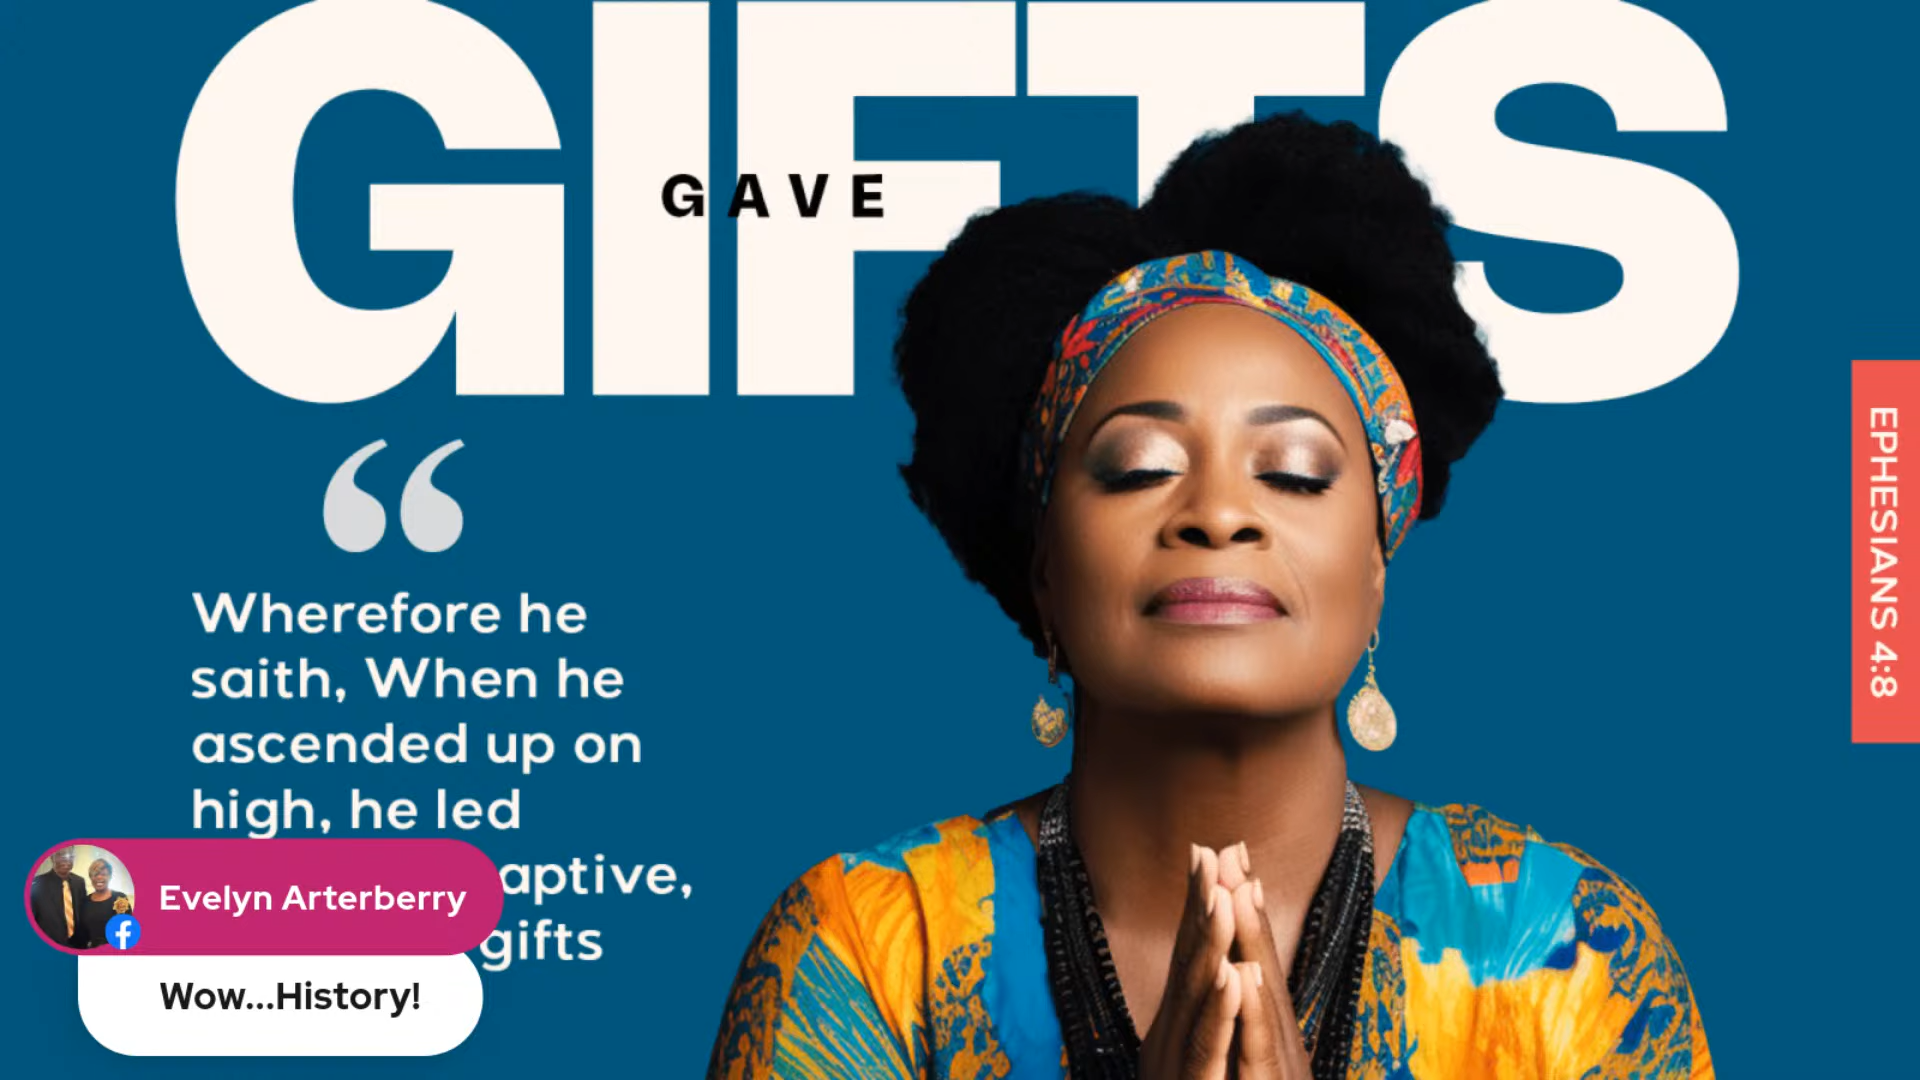 GIFTS
GAVE
“
Wherefore he
saith, When he
ascended up on
high, he led
gifts
EPHESIANS 4:8
Evelyn Arterberry
Wow...History!